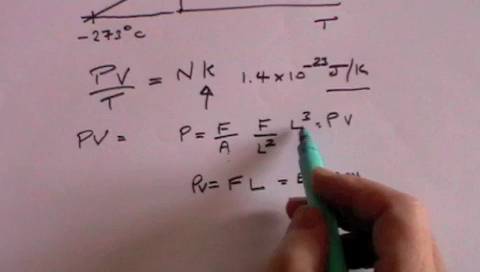 -273°C T
PV/T = NK 1.4×10⁻²³ J/K
PV = P = F/A F/L² L³ = PV
PV = FL =